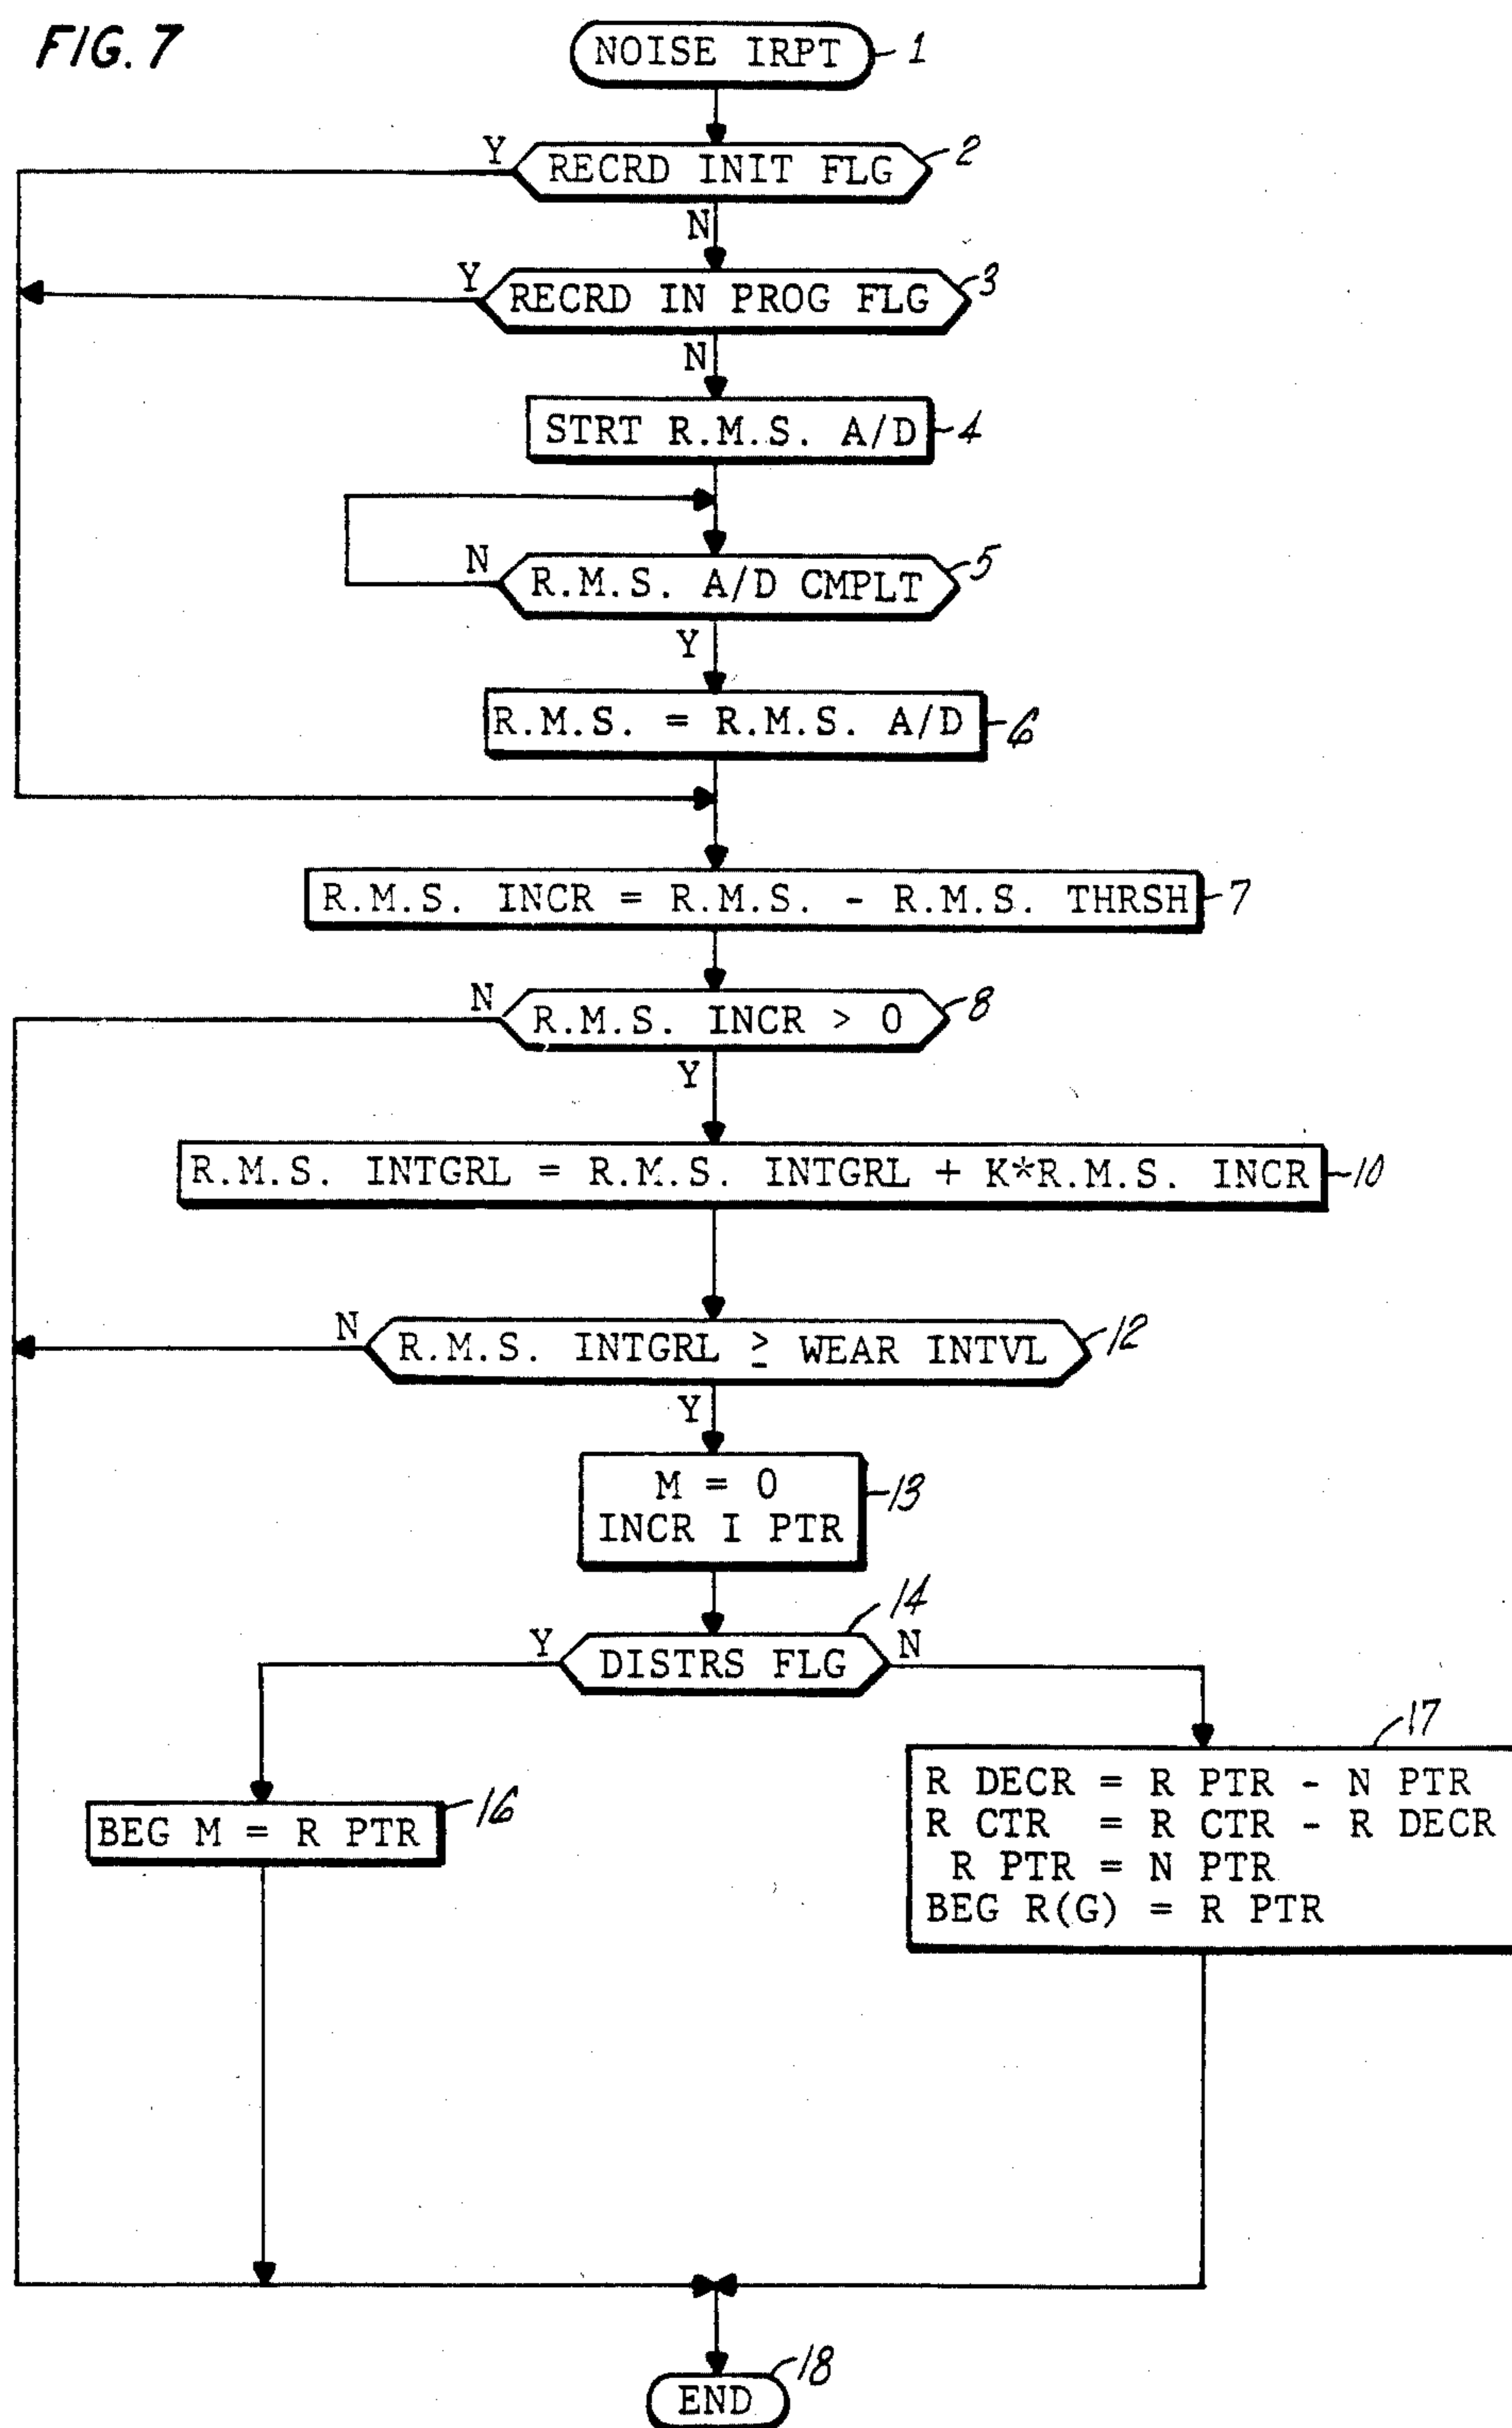 FIG. 7
NOISE IRPT
1
Y
RECRD INIT FLG
2
N
Y
RECRD IN PROG FLG
3
N
STRT R.M.S. A/D
4
N
R.M.S. A/D CMPLT
5
Y
R.M.S. = R.M.S. A/D
6
R.M.S. INCR = R.M.S. - R.M.S. THRSH
7
N
R.M.S. INCR > 0
8
Y
R.M.S. INTGRL = R.M.S. INTGRL + K*R.M.S. INCR
10
N
R.M.S. INTGRL ≥ WEAR INTVL
12
Y
M = 0
INCR I PTR
13
14
Y
DISTRS FLG
N
BEG M = R PTR
16
17
R DECR = R PTR - N PTR
R CTR = R CTR - R DECR
R PTR = N PTR
BEG R(G) = R PTR
END
18